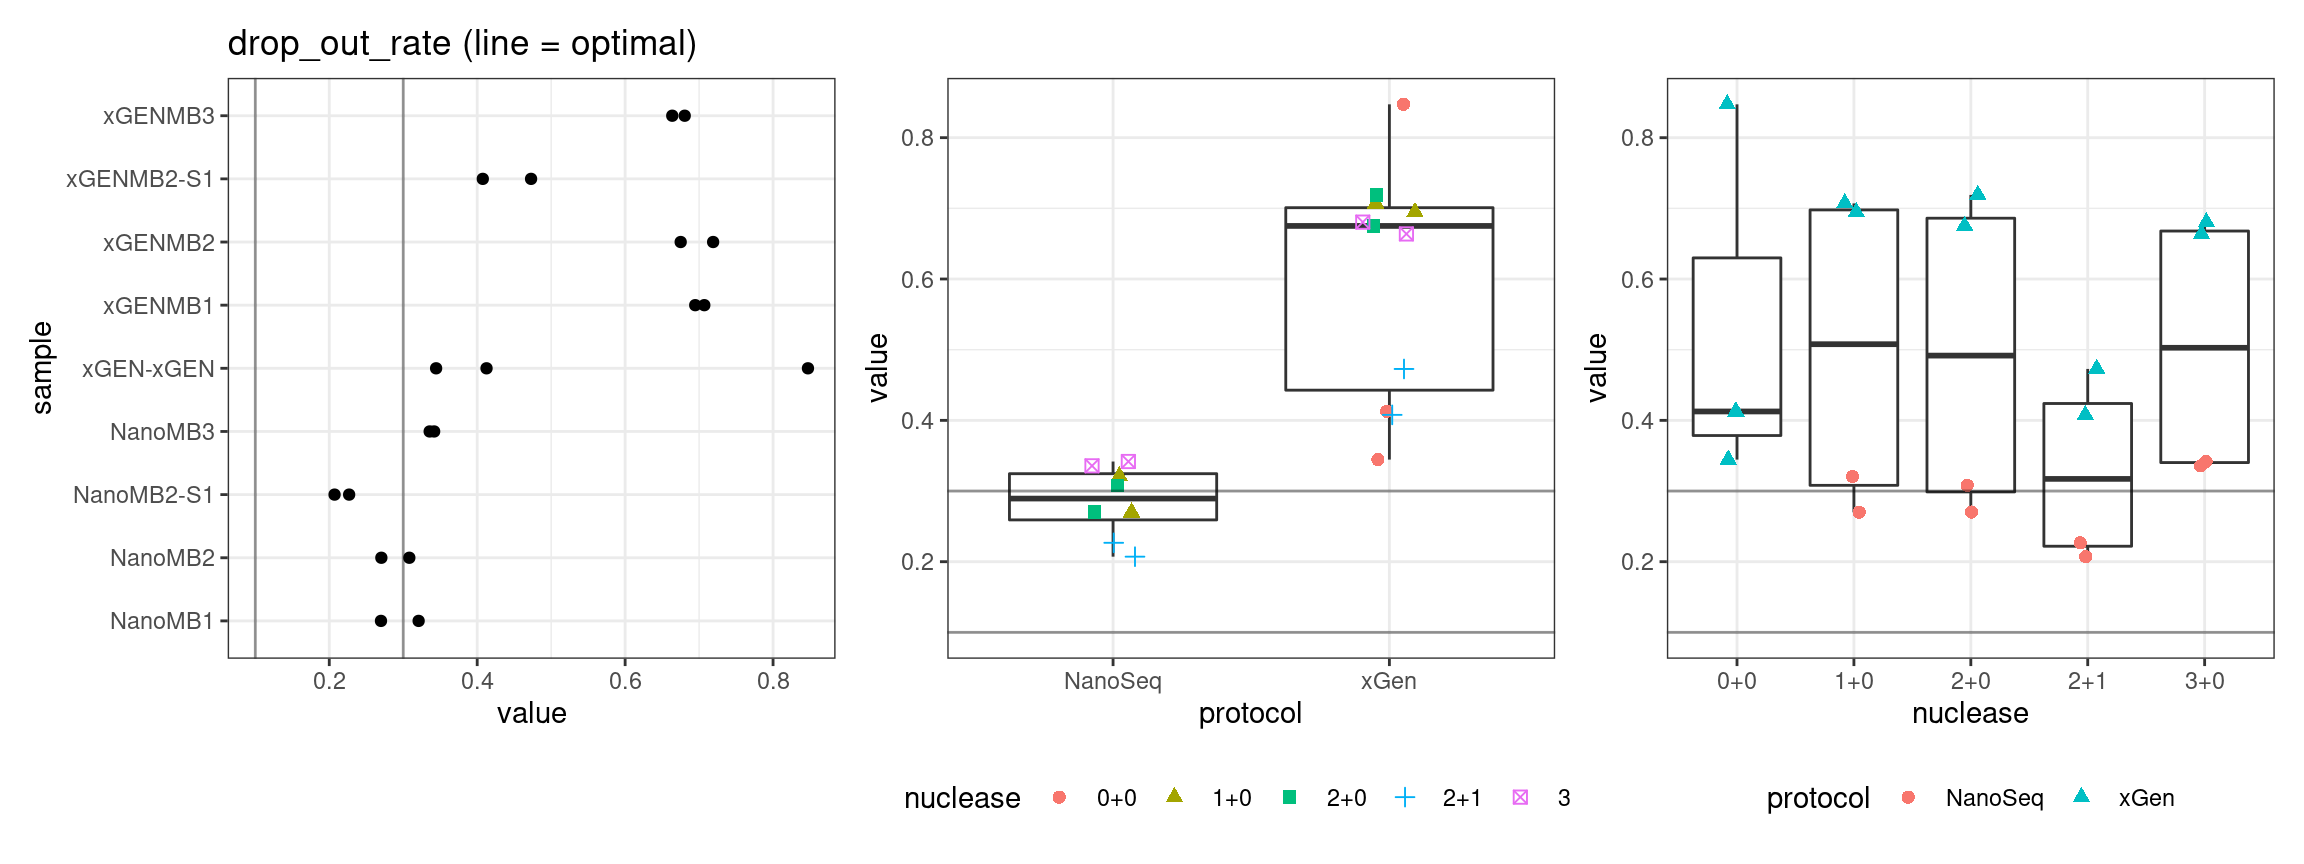 drop_out_rate (line = optimal)
sample
xGENMB3
xGENMB2-S1
xGENMB2
xGENMB1
xGEN-xGEN
NanoMB3
NanoMB2-S1
NanoMB2
NanoMB1
0.2 0.4 0.6 0.8
value
value
0.8
0.6
0.4
0.2
NanoSeq xGen
protocol
nuclease 0+0 1+0 2+0 2+1 3
value
0.8
0.6
0.4
0.2
0+0 1+0 2+0 2+1 3+0
nuclease
protocol NanoSeq xGen